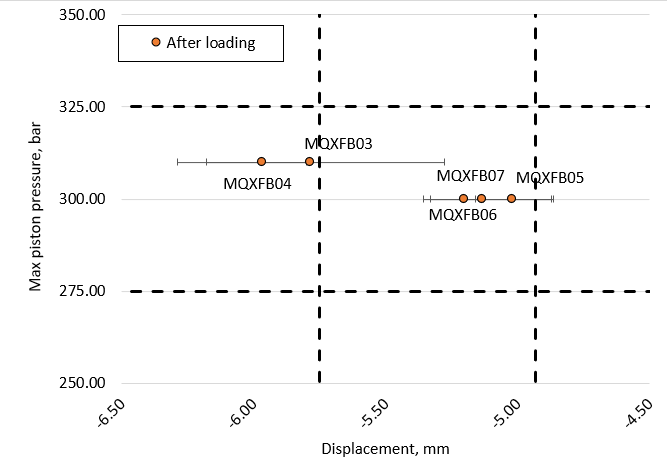 350.00
After loading
325.00
MQXFB03
MQXFB04
MQXFB07
MQXFB05
300.00
MQXFB06
275.00
250.00
Max piston pressure, bar
-6.50
-6.00
-5.50
-5.00
-4.50
Displacement, mm